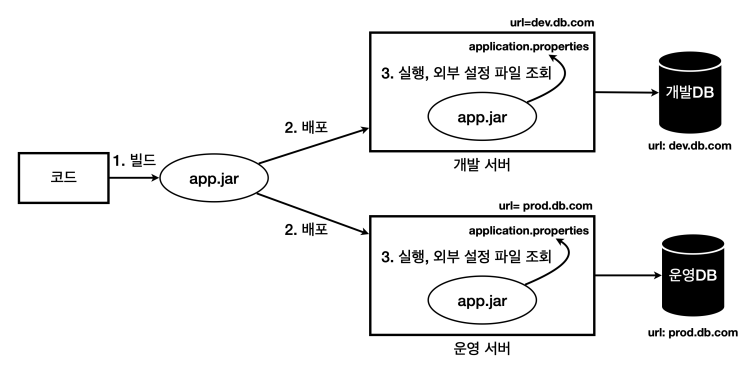 코드
1. 빌드
app.jar
2. 배포
url=dev.db.com
application.properties
3. 실행, 외부 설정 파일 조회
app.jar
개발 서버
개발DB
url: dev.db.com
2. 배포
url= prod.db.com
application.properties
3. 실행, 외부 설정 파일 조회
app.jar
운영 서버
운영DB
url: prod.db.com